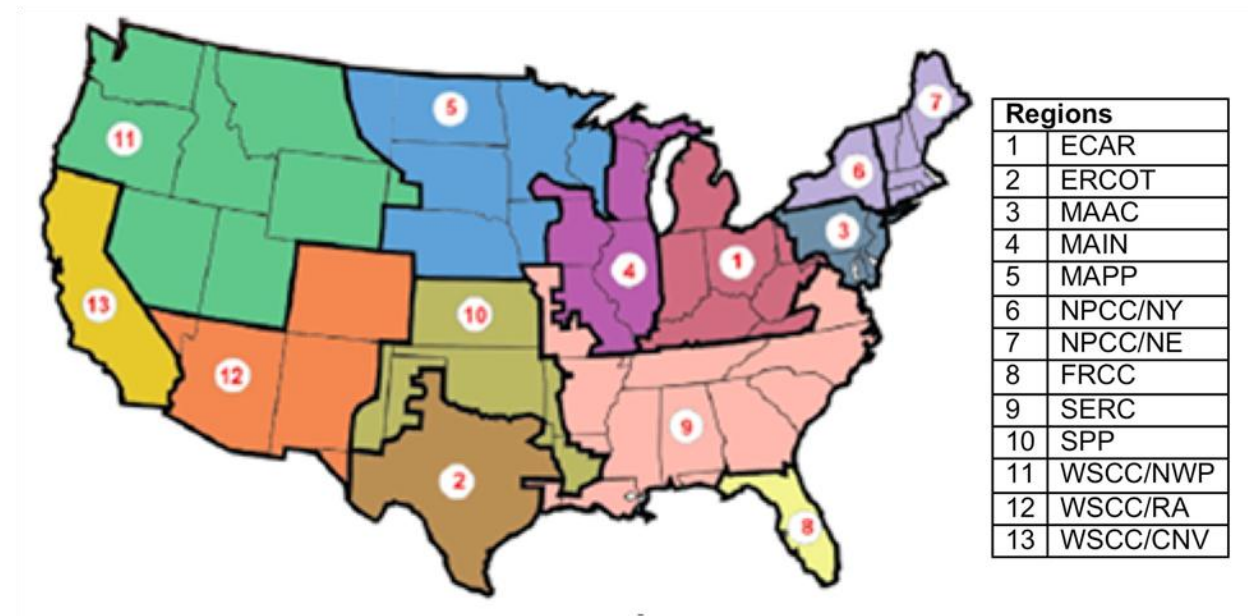 5
7
11
6
3
4
1
13
10
12
9
2
8
Regions
1 ECAR
2 ERCOT
3 MAAC
4 MAIN
5 MAPP
6 NPCC/NY
7 NPCC/NE
8 FRCC
9 SERC
10 SPP
11 WSCC/NWP
12 WSCC/RA
13 WSCC/CNV